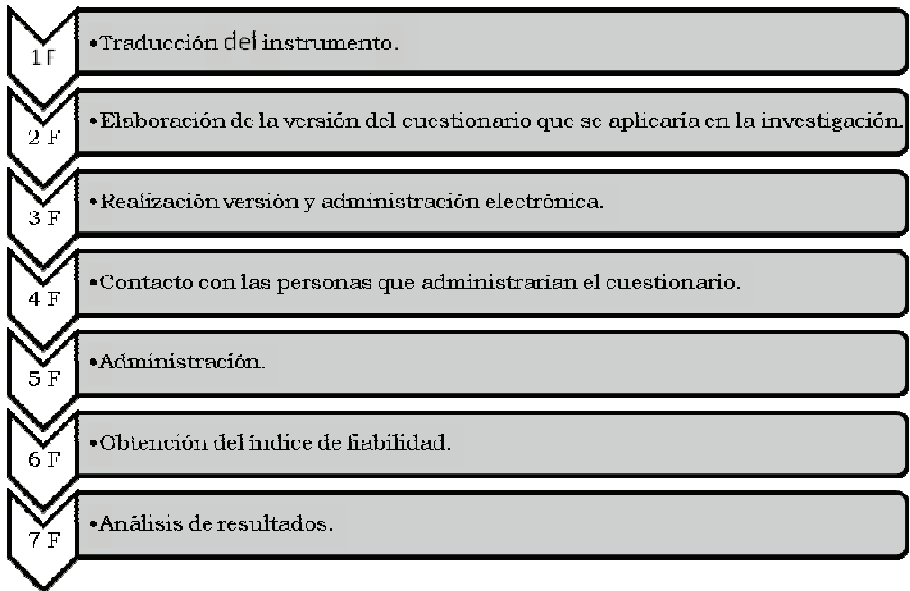 1 F
•Traducción del instrumento.
2 F
•Elaboración de la versión del cuestionario que se aplicaría en la investigación.
3 F
•Realización versión y administración electrónica.
4 F
•Contacto con las personas que administrarían el cuestionario.
5 F
•Administración.
6 F
•Obtención del índice de fiabilidad.
7 F
•Análisis de resultados.